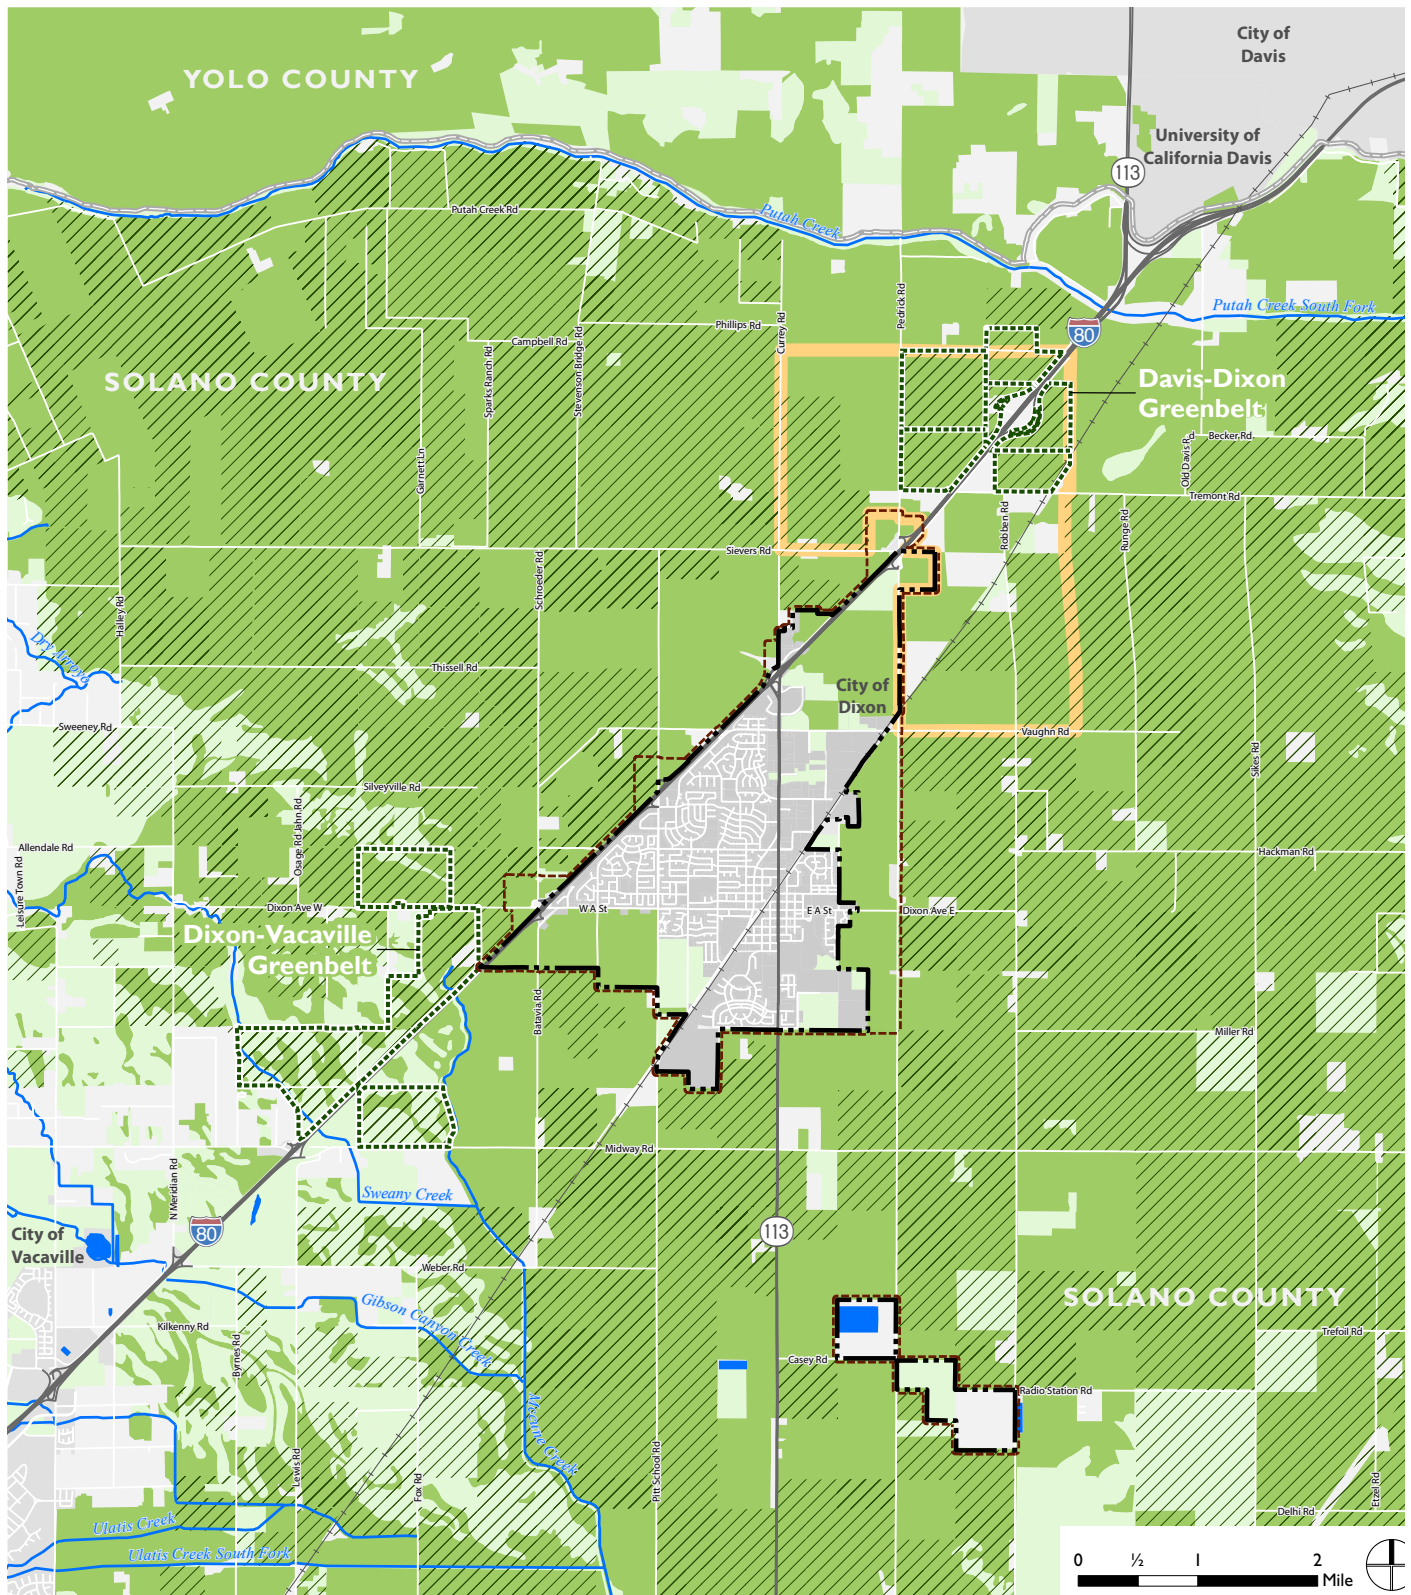 City of
Davis
YOLO COUNTY
University of
California Davis
113
Putah Creek Rd
Putah Creek
Pedrick Rd
Putah Creek South Fork
Currey Rd
Phillips Rd
80
Stevenson Bridge Rd
Campbell Rd
Sparks Ranch Rd
SOLANO COUNTY
Davis-Dixon
Greenbelt
Old Davis Rd
Becker Rd
Garnett Ln
Tremont Rd
Robben Rd
Runge Rd
Sievers Rd
Schroeder Rd
Halley Rd
Dry Arroyo
Thissell Rd
City of
Dixon
Sweeney Rd
Vaughn Rd
Sikes Rd
Silveyville Rd
Osage Rd
Jahn Rd
Allendale Rd
Leisure Town Rd
Hackman Rd
Dixon Ave W
W A St
E A St
Dixon Ave E
Dixon-Vacaville
Greenbelt
Batavia Rd
Miller Rd
Midway Rd
N Meridian Rd
Sweany Creek
80
113
City of
Vacaville
Weber Rd
SOLANO COUNTY
Gibson Canyon Creek
Kilkenny Rd
Byrnes Rd
Trefoil Rd
Casey Rd
Radio Station Rd
Mccune Creek
Lewis Rd
Fox Rd
Pitt School Rd
Etzel Rd
Delhi Rd
Ulatis Creek
Ulatis Creek South Fork
0 ½ 1 2
Mile